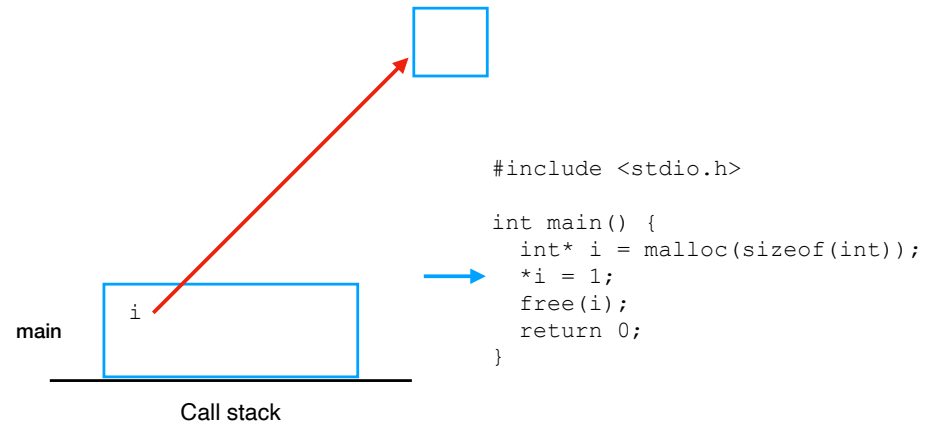 #include <stdio.h>
int main() {
  int* i = malloc(sizeof(int));
  *i = 1;
  free(i);
  return 0;
}
i
main
Call stack